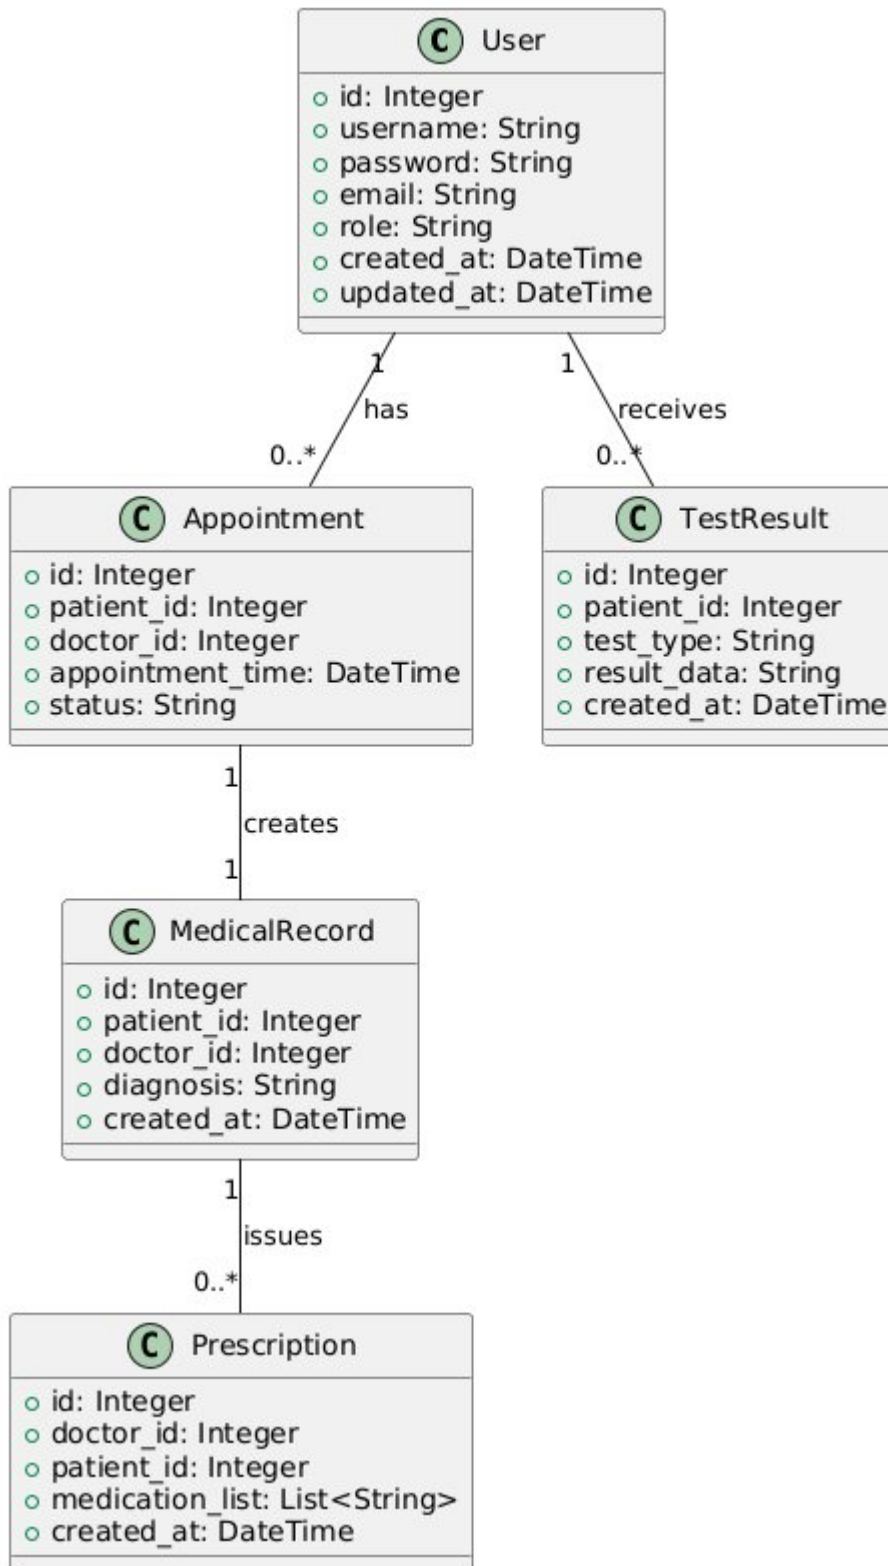 C User
id: Integer
username: String
password: String
email: String
role: String
created_at: DateTime
updated_at: DateTime
1
1
has
receives
0..*
0..*
C Appointment
id: Integer
patient_id: Integer
doctor_id: Integer
appointment_time: DateTime
status: String
C TestResult
id: Integer
patient_id: Integer
test_type: String
result_data: String
created_at: DateTime
1
creates
1
C MedicalRecord
id: Integer
patient_id: Integer
doctor_id: Integer
diagnosis: String
created_at: DateTime
1
issues
0..*
C Prescription
id: Integer
doctor_id: Integer
patient_id: Integer
medication_list: List<String>
created_at: DateTime